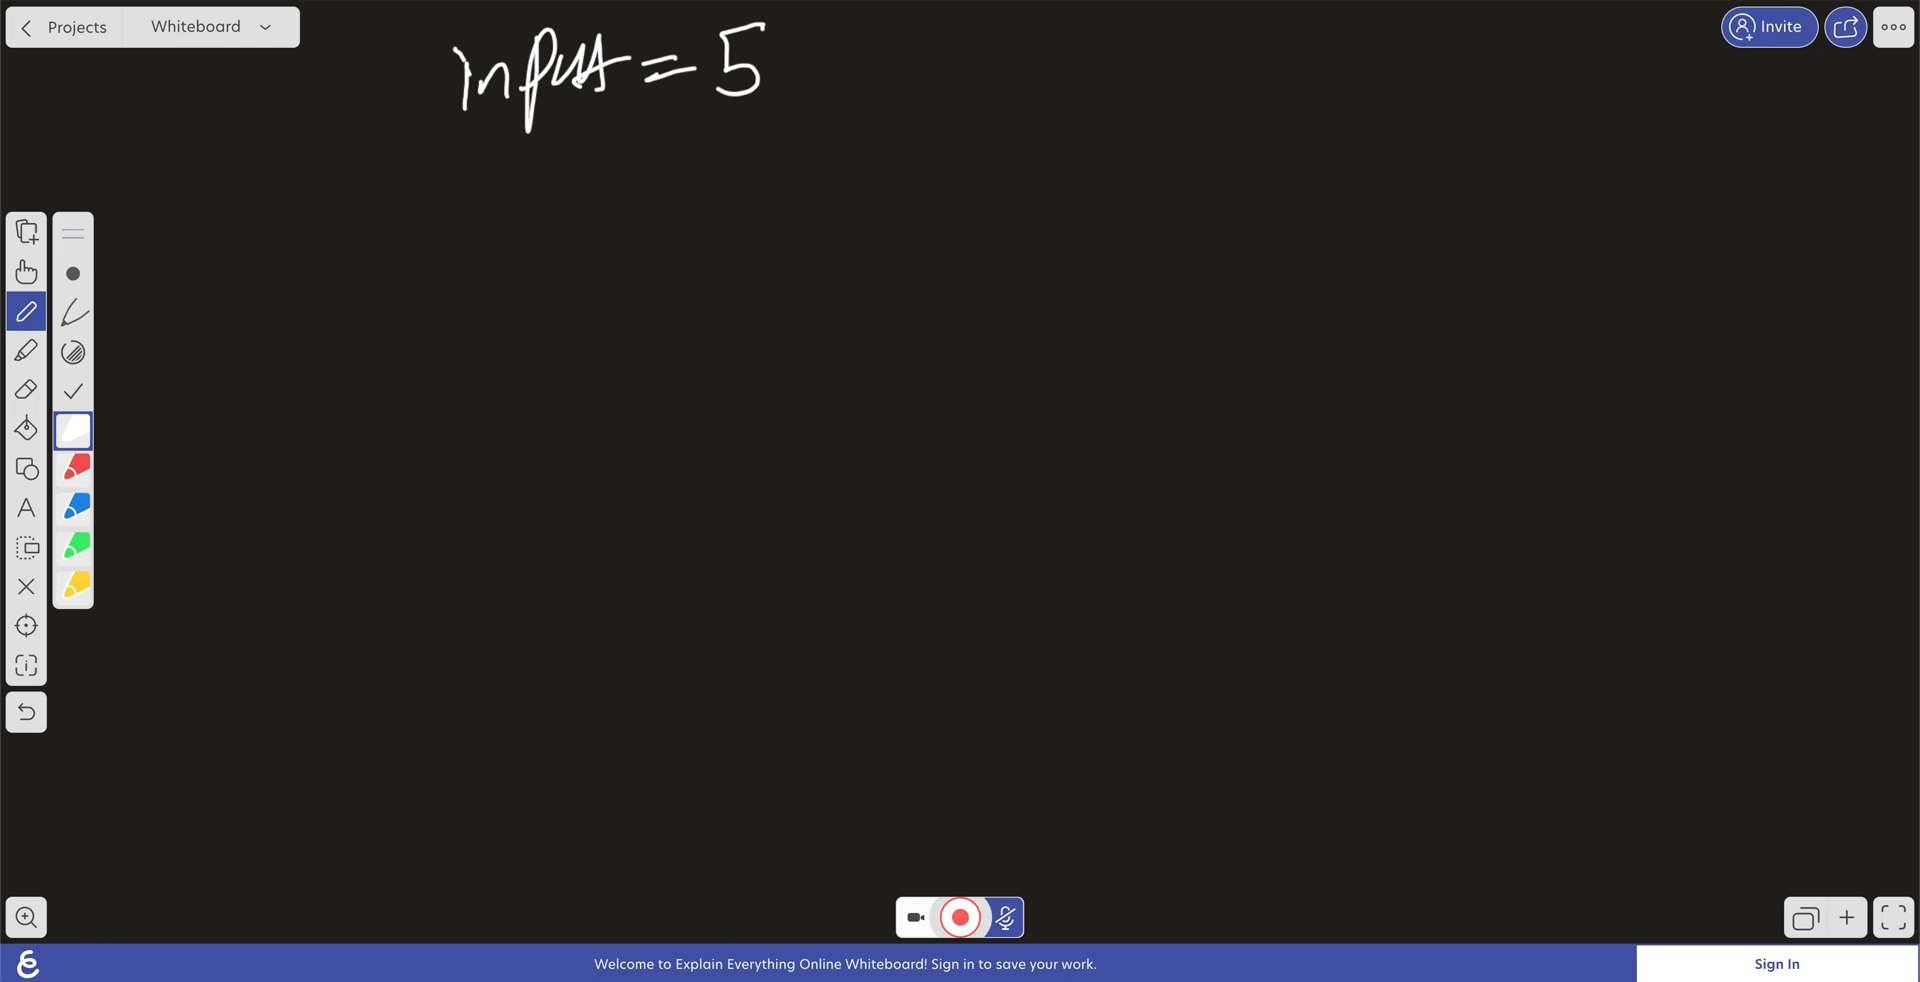 Projects
Whiteboard
input = 5
Invite
A
Welcome to Explain Everything Online Whiteboard! Sign in to save your work.
Sign In